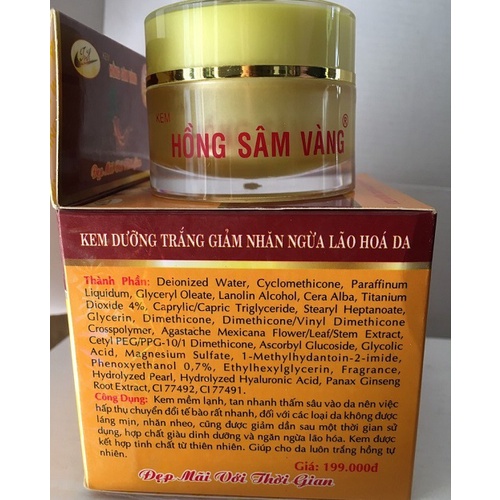 KEM
HỒNG SÂM VÀNG®
KEM DƯỠNG TRẮNG GIẢM NHĂN NGỪA LÃO HOÁ DA
Thành Phần: Deionized Water, Cyclomethicone, Paraffinum
Liquidum, Glyceryl Oleate, Lanolin Alcohol, Cera Alba, Titanium
Dioxide 4%, Caprylic/Capric Triglyceride, Stearyl Heptanoate,
Glycerin, Dimethicone, Dimethicone/Vinyl Dimethicone
Crosspolymer, Agastache Mexicana Flower/Leaf/Stem Extract,
Cetyl PEG/PPG-10/1 Dimethicone, Ascorbyl Glucoside, Glycolic
Acid, Magnesium Sulfate, 1-Methylhydantoin-2-imide,
Phenoxyethanol 0,7%, Ethylhexylglycerin, Fragrance,
Hydrolyzed Pearl, Hydrolyzed Hyaluronic Acid, Panax Ginseng
Root Extract, CI 77492, CI 77491.
Công Dụng: Kem mềm lạnh, tan nhanh thấm sâu vào da nên việc
hấp thụ chuyển đổi tế bào rất nhanh, đối với các loại da không được
láng mịn, nhăn nheo, cũng được giảm dần sau một thời gian sử
dụng, hợp chất giàu dinh dưỡng và ngăn ngừa lão hóa. Kem được
kết hợp tinh chất từ thiên nhiên. Giúp cho da luôn trắng hồng tự
nhiên.
Giá: 199.000đ
Đẹp Mãi Với Thời Gian